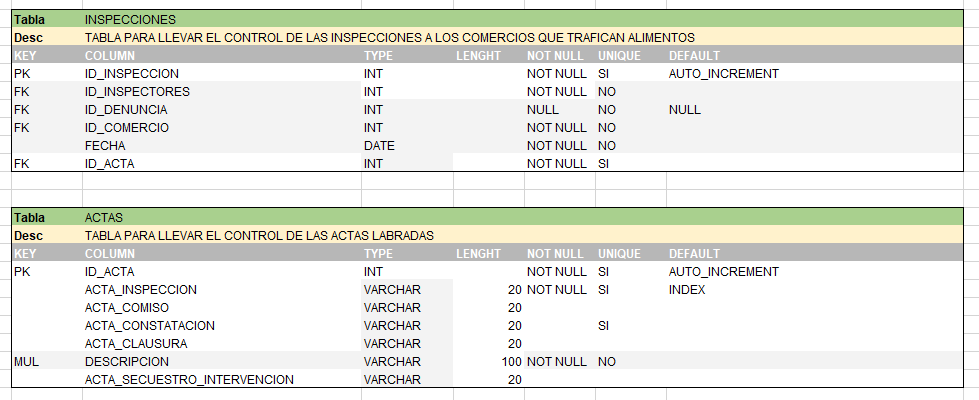 Tabla INSPECCIONES
Desc TABLA PARA LLEVAR EL CONTROL DE LAS INSPECCIONES A LOS COMERCIOS QUE TRAFICAN ALIMENTOS
KEY COLUMN TYPE LENGHT NOT NULL UNIQUE DEFAULT
PK ID_INSPECCION INT NOT NULL SI AUTO_INCREMENT
FK ID_INSPECTORES INT NOT NULL NO
FK ID_DENUNCIA INT NULL NO NULL
FK ID_COMERCIO INT NOT NULL NO
FECHA DATE NOT NULL NO
FK ID_ACTA INT NOT NULL SI
Tabla ACTAS
Desc TABLA PARA LLEVAR EL CONTROL DE LAS ACTAS LABRADAS
KEY COLUMN TYPE LENGHT NOT NULL UNIQUE DEFAULT
PK ID_ACTA INT NOT NULL SI AUTO_INCREMENT
ACTA_INSPECCION VARCHAR 20 NOT NULL SI INDEX
ACTA_COMISO VARCHAR 20
ACTA_CONSTATACION VARCHAR 20 SI
ACTA_CLAUSURA VARCHAR 20
MUL DESCRIPCION VARCHAR 100 NOT NULL NO
ACTA_SECUESTRO_INTERVENCION VARCHAR 20